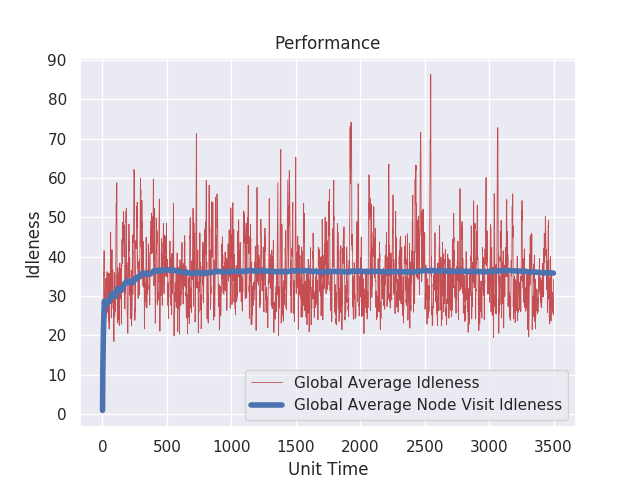 Performance
90
80
70
60
50
40
30
20
10
0
Idleness
Global Average Idleness
Global Average Node Visit Idleness
0 500 1000 1500 2000 2500 3000 3500
Unit Time